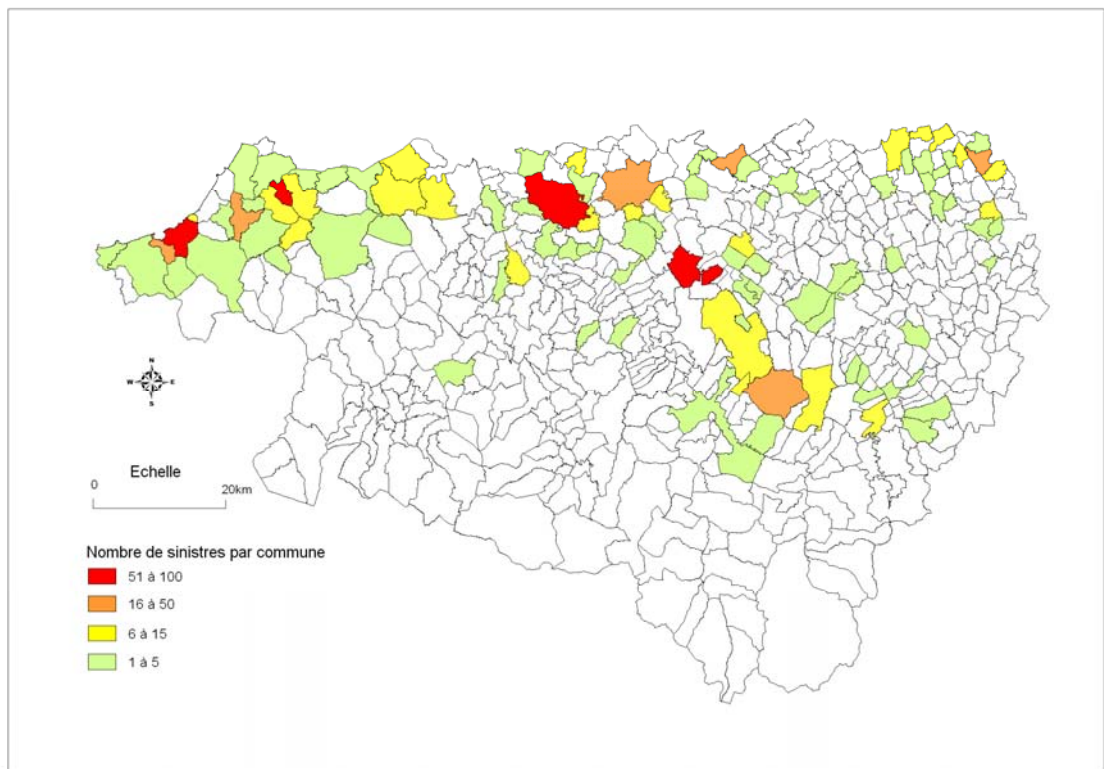 N
W
E
S
Echelle
0
20km
Nombre de sinistres par commune
51 à 100
16 à 50
6 à 15
1 à 5